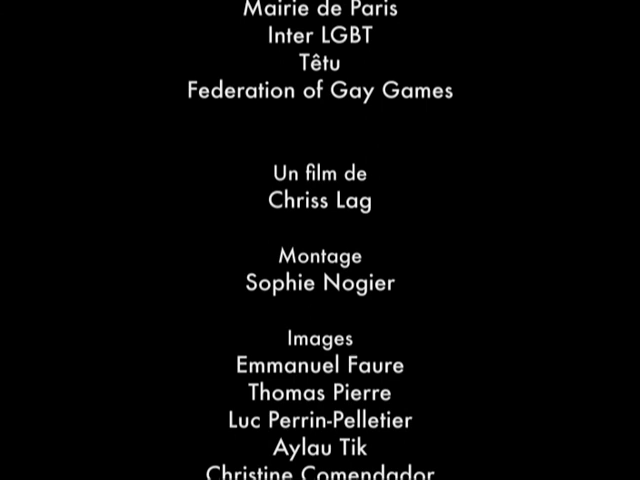 Mairie de Paris
Inter LGBT
Têtu
Federation of Gay Games
Un film de
Chriss Lag
Montage
Sophie Nogier
Images
Emmanuel Faure
Thomas Pierre
Luc Perrin-Pelletier
Aylau Tik
Christine Comendador